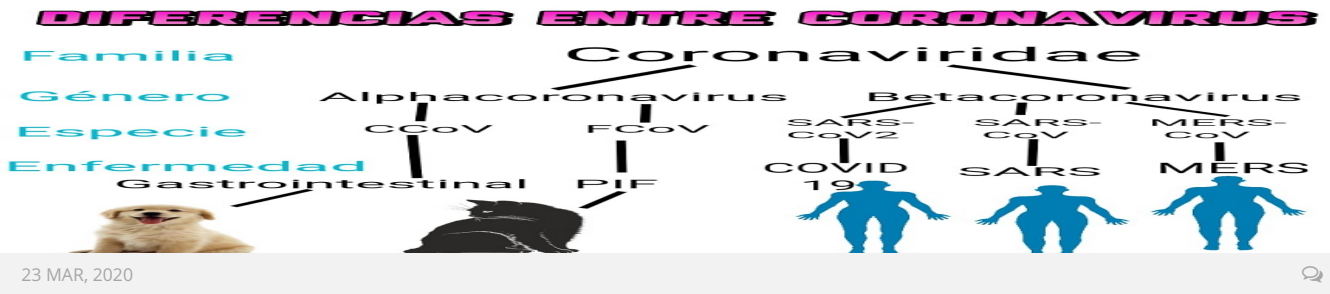 DIFERENCIAS ENTRE CORONAVIRUS
Familia
Coronaviridae
Género
Alphacoronavirus
Betacoronavirus
Especie
CCoV
FCoV
SARS-
CoV2
SARS-
CoV
MERS-
CoV
Enfermedad
Gastrointestinal
PIF
COVID
19
SARS
MERS
23 MAR, 2020